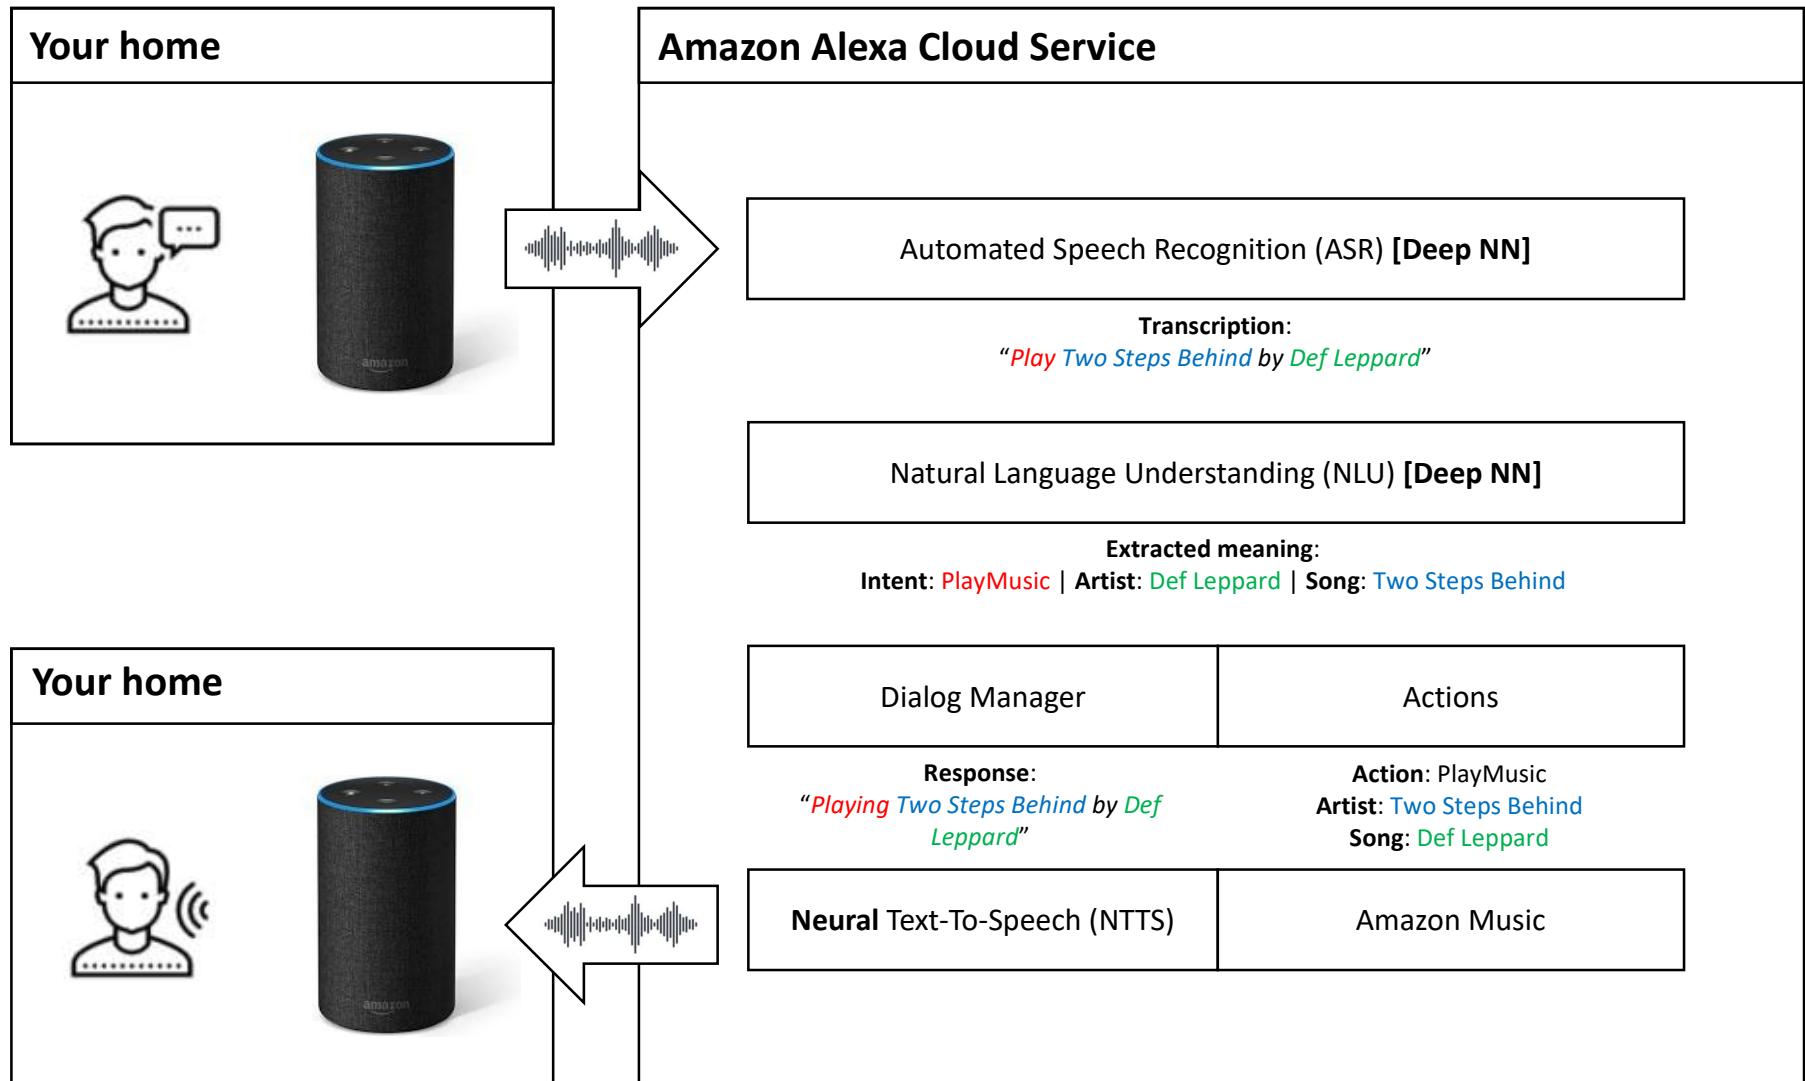 Your home
amazon
Amazon Alexa Cloud Service
Automated Speech Recognition (ASR) [Deep NN]
Transcription:
“Play Two Steps Behind by Def Leppard”
Natural Language Understanding (NLU) [Deep NN]
Extracted meaning:
Intent: PlayMusic | Artist: Def Leppard | Song: Two Steps Behind
Dialog Manager
Actions
Response:
“Playing Two Steps Behind by Def
Leppard”
Action: PlayMusic
Artist: Two Steps Behind
Song: Def Leppard
Neural Text-To-Speech (NTTS)
Amazon Music
Your home
amazon